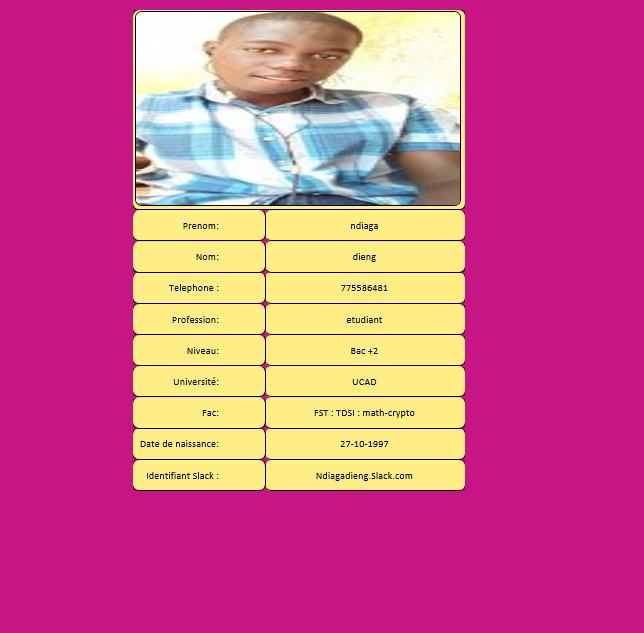 Prenom: ndiaga
Nom: dieng
Telephone : 775586481
Profession: etudiant
Niveau: Bac +2
Université: UCAD
Fac: FST : TDSI : math-crypto
Date de naissance: 27-10-1997
Identifiant Slack : Ndiagadieng.Slack.com